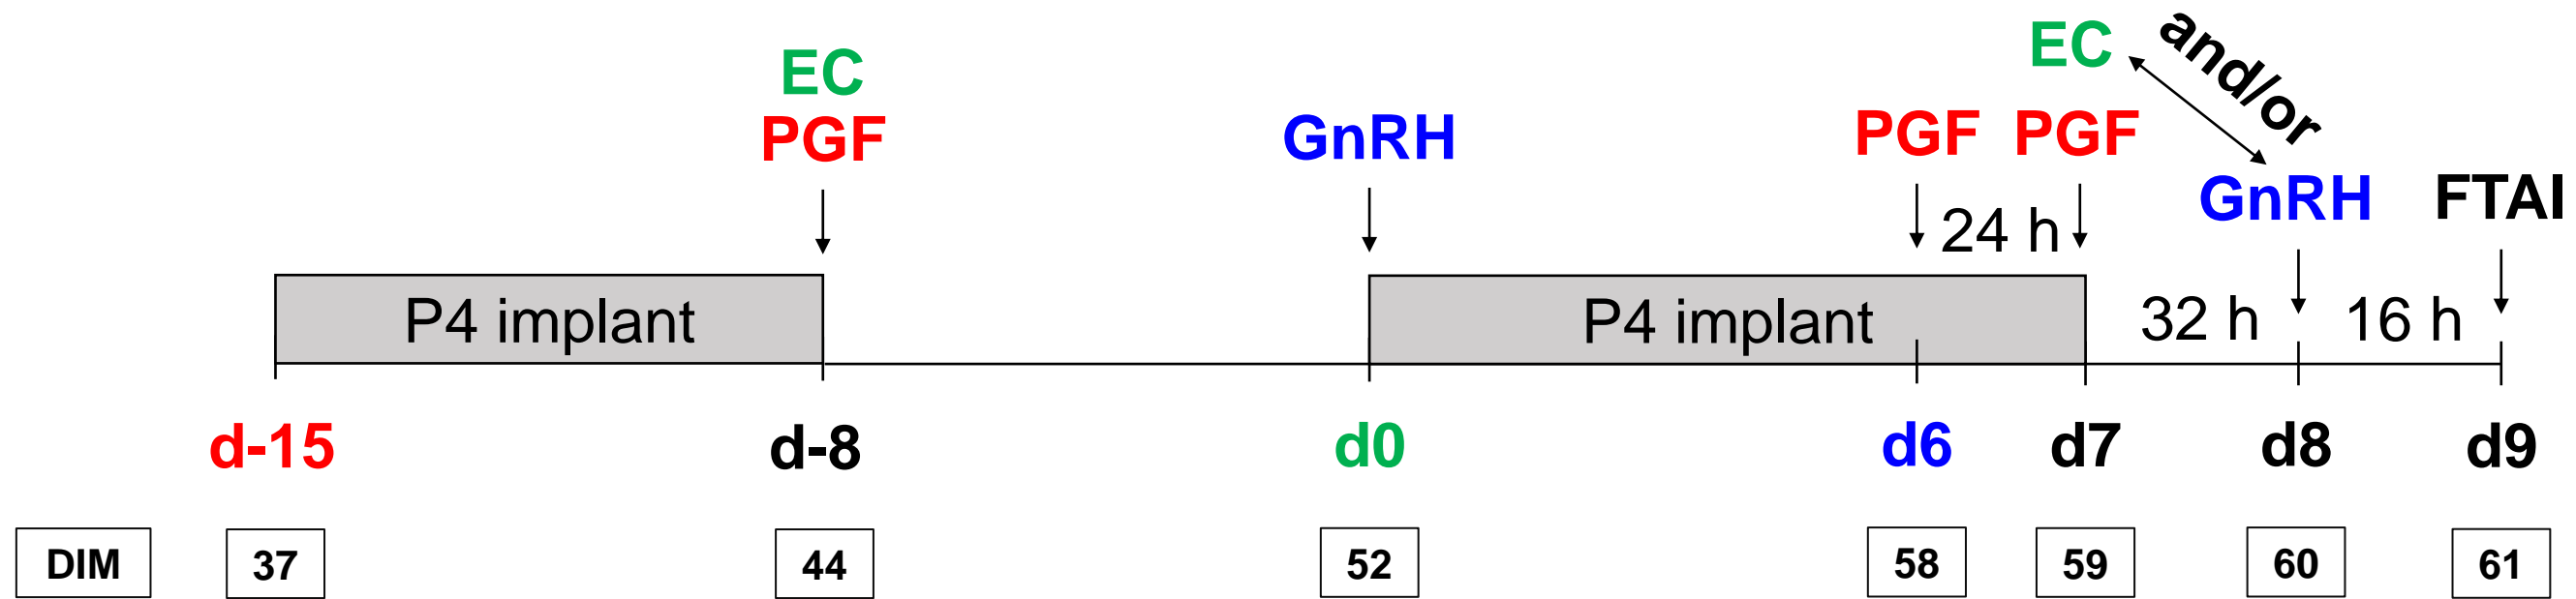 EC
PGF
GnRH
EC
and/or
PGF PGF
GnRH FTAI
24 h
P4 implant
P4 implant
32 h
16 h
d-15 d-8 d0 d6 d7 d8 d9
DIM 37 44 52 58 59 60 61